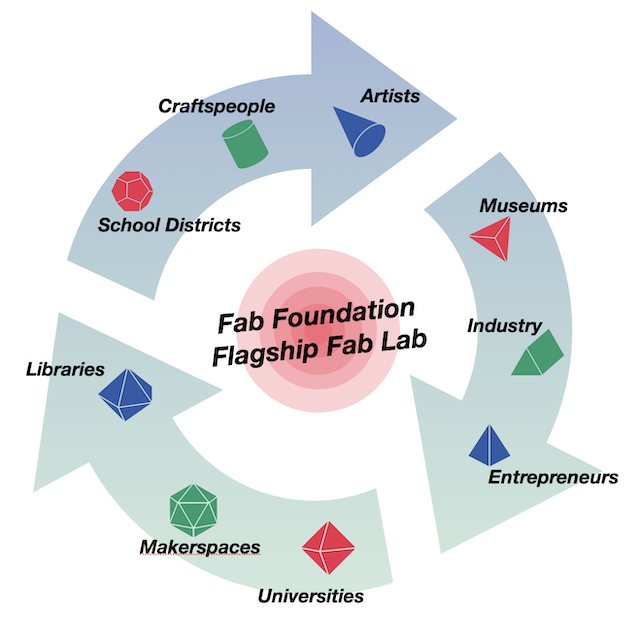 Craftspeople
Artists
School Districts
Museums
Industry
Entrepreneurs
Fab Foundation
Flagship Fab Lab
Libraries
Makerspaces
Universities